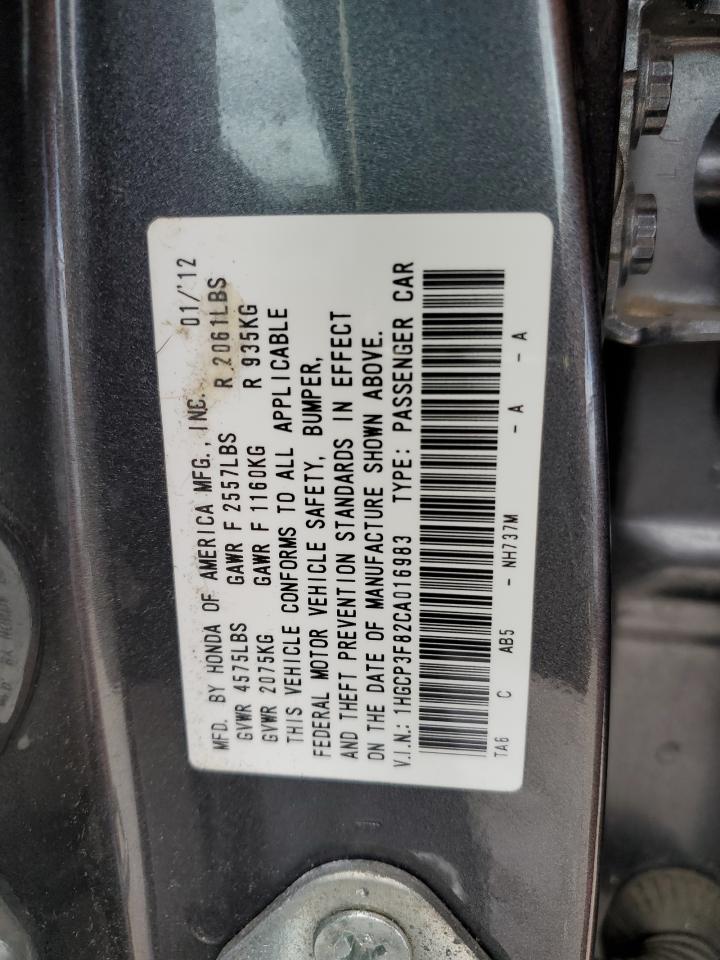 MFD. BY HONDA OF AMERICA MFG., INC. 01/'12
GVWR 4575LBS GAWR F 2557LBS R 2061LBS
GVWR 2075KG GAWR F 1160KG R 935KG
THIS VEHICLE CONFORMS TO ALL APPLICABLE
FEDERAL MOTOR VEHICLE SAFETY, BUMPER,
AND THEFT PREVENTION STANDARDS IN EFFECT
ON THE DATE OF MANUFACTURE SHOWN ABOVE.
V.I.N.: 1HGCP3F82CA016983 TYPE: PASSENGER CAR
TA6 C AB5 - NH737M - A - A